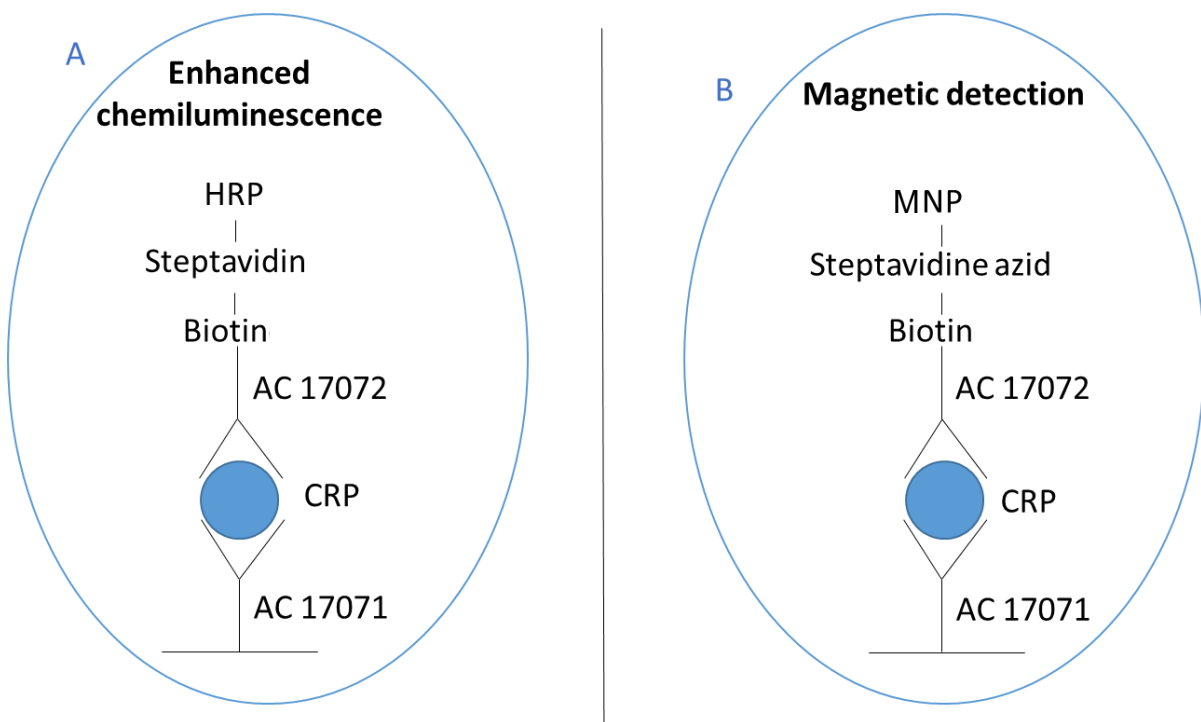 A
Enhanced
chemiluminescence
HRP
Steptavidin
Biotin
AC 17072
CRP
AC 17071
B
Magnetic detection
MNP
Steptavidine azid
Biotin
AC 17072
CRP
AC 17071